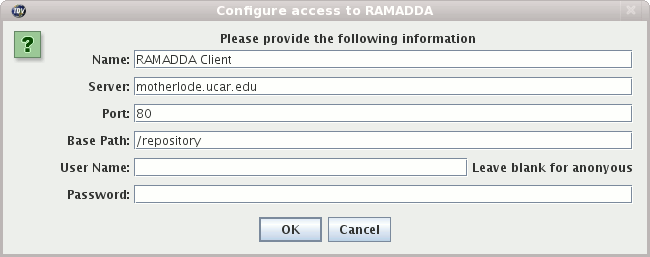 IDV Configure access to RAMADDA
? Please provide the following information
Name: RAMADDA Client
Server: motherlode.ucar.edu
Port: 80
Base Path: /repository
User Name: Leave blank for anonyous
Password:
OK Cancel